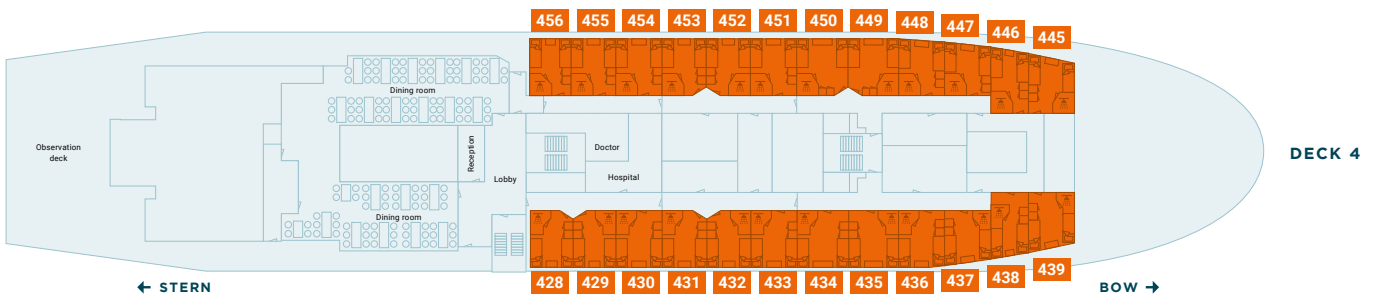 456 455 454 453 452 451 450 449 448 447 446 445
Dining room
Observation
deck
Reception
Lobby
Doctor
Hospital
DECK 4
Dining room
428 429 430 431 432 433 434 435 436 437 438 439
← STERN
BOW →